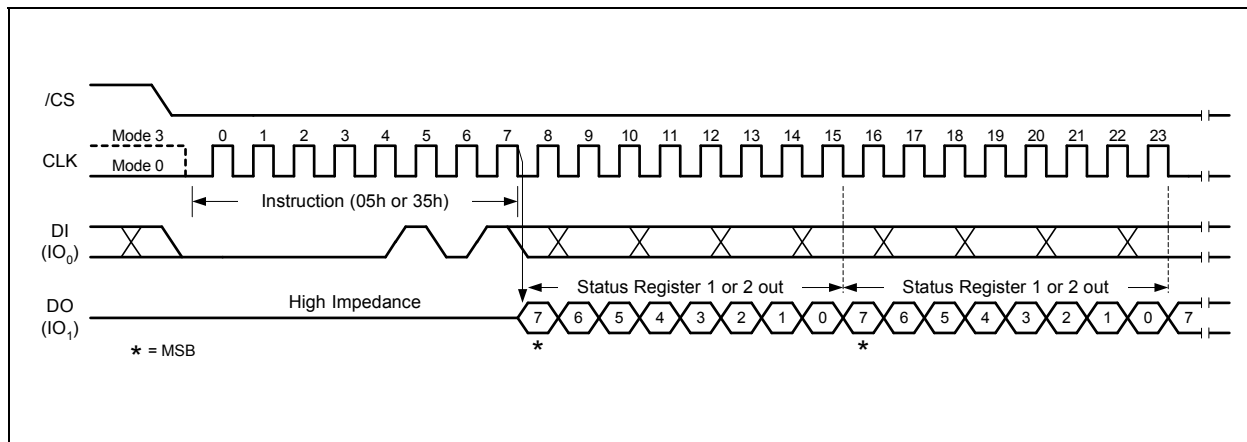 /CS
Mode 3
0 1 2 3 4 5 6 7 8 9 10 11 12 13 14 15 16 17 18 19 20 21 22 23
CLK
Mode 0
Instruction (05h or 35h)
DI
(IO0)
Status Register 1 or 2 out
Status Register 1 or 2 out
High Impedance
DO
(IO1)
7 6 5 4 3 2 1 0 7 6 5 4 3 2 1 0 7
* *
* = MSB